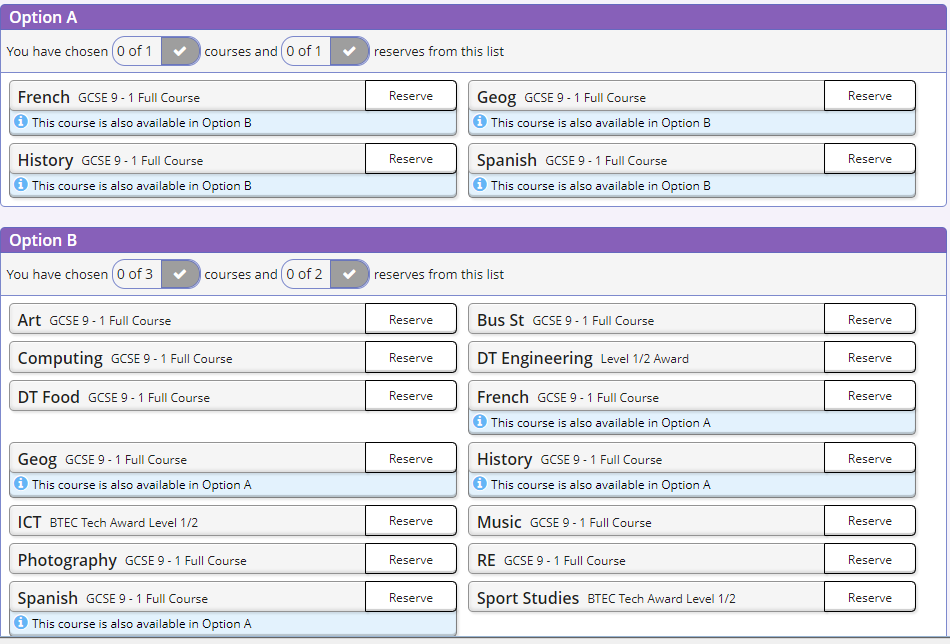 Option A
You have chosen 0 of 1 courses and 0 of 1 reserves from this list
French GCSE 9 - 1 Full Course Reserve
This course is also available in Option B
Geog GCSE 9 - 1 Full Course Reserve
This course is also available in Option B
History GCSE 9 - 1 Full Course Reserve
This course is also available in Option B
Spanish GCSE 9 - 1 Full Course Reserve
This course is also available in Option B
Option B
You have chosen 0 of 3 courses and 0 of 2 reserves from this list
Art GCSE 9 - 1 Full Course Reserve
Bus St GCSE 9 - 1 Full Course Reserve
Computing GCSE 9 - 1 Full Course Reserve
DT Engineering Level 1/2 Award Reserve
DT Food GCSE 9 - 1 Full Course Reserve
French GCSE 9 - 1 Full Course Reserve
This course is also available in Option A
Geog GCSE 9 - 1 Full Course Reserve
This course is also available in Option A
History GCSE 9 - 1 Full Course Reserve
This course is also available in Option A
ICT BTEC Tech Award Level 1/2 Reserve
Music GCSE 9 - 1 Full Course Reserve
Photography GCSE 9 - 1 Full Course Reserve
RE GCSE 9 - 1 Full Course Reserve
Spanish GCSE 9 - 1 Full Course Reserve
This course is also available in Option A
Sport Studies BTEC Tech Award Level 1/2 Reserve